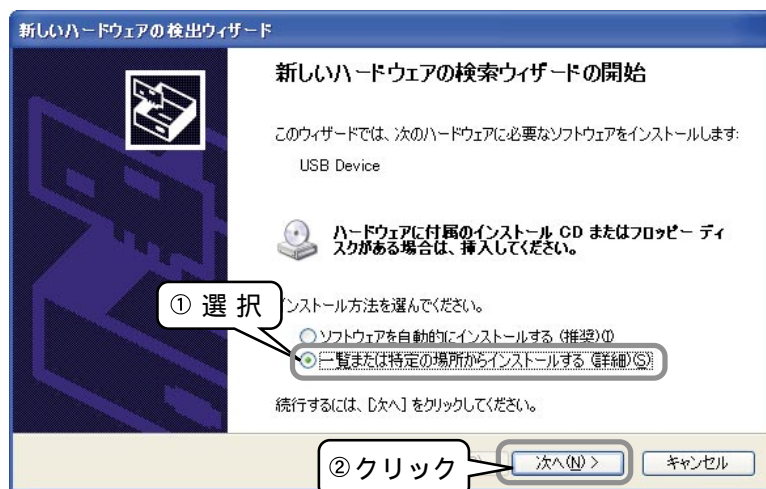 新しいハードウェアの検出ウィザード
新しいハードウェアの検索ウィザードの開始
このウィザードでは、次のハードウェアに必要なソフトウェアをインストールします:
USB Device
ハードウェアに付属のインストール CD またはフロッピー ディ
スクがある場合は、挿入してください。
① 選 択
ンストール方法を選んでください。
ソフトウェアを自動的にインストールする (推奨)(I)
一覧または特定の場所からインストールする (詳細)(S)
続行するには、[次へ] をクリックしてください。
②クリック
次へ(N) >
キャンセル